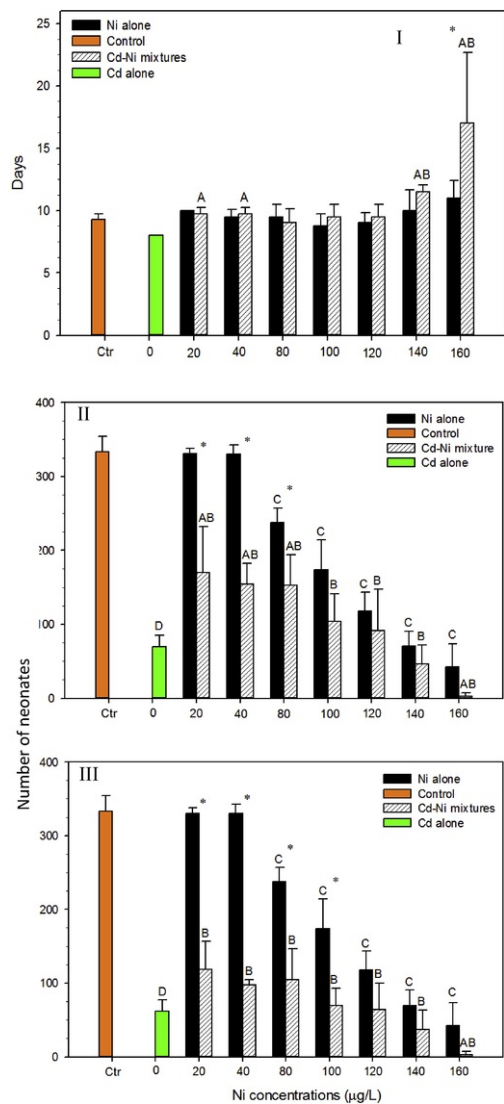 25
20
15
10
5
0
Days
Ni alone
Control
Cd-Ni mixtures
Cd alone
I
A A AB * AB
Ctr 0 20 40 80 100 120 140 160
II
400
300
200
100
0
Ni alone
Control
Cd-Ni mixture
Cd alone
D AB * AB * C AB * C B C B C B C AB
Ctr 0 20 40 80 100 120 140 160
Number of neonates
III
400
300
200
100
0
Ni alone
Control
Cd-Ni mixtures
Cd alone
D B * B * C B * C B * C B C B C AB
Ctr 0 20 40 80 100 120 140 160
Ni concentrations (µg/L)